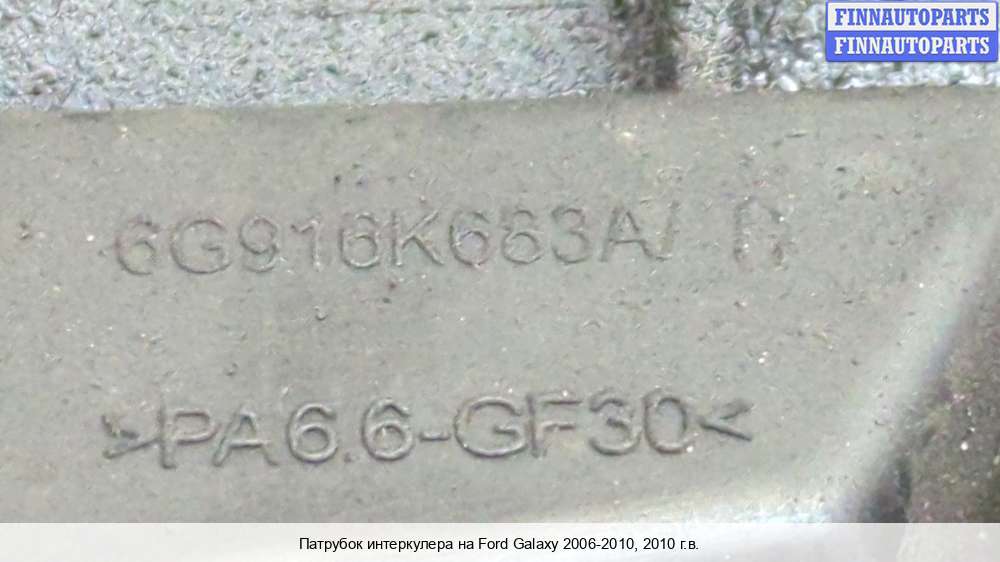 FINNAUTOPARTS
FINNAUTOPARTS
6G916K683A
>PA6.6-GF30<
Патрубок интеркулера на Ford Galaxy 2006-2010, 2010 г.в.